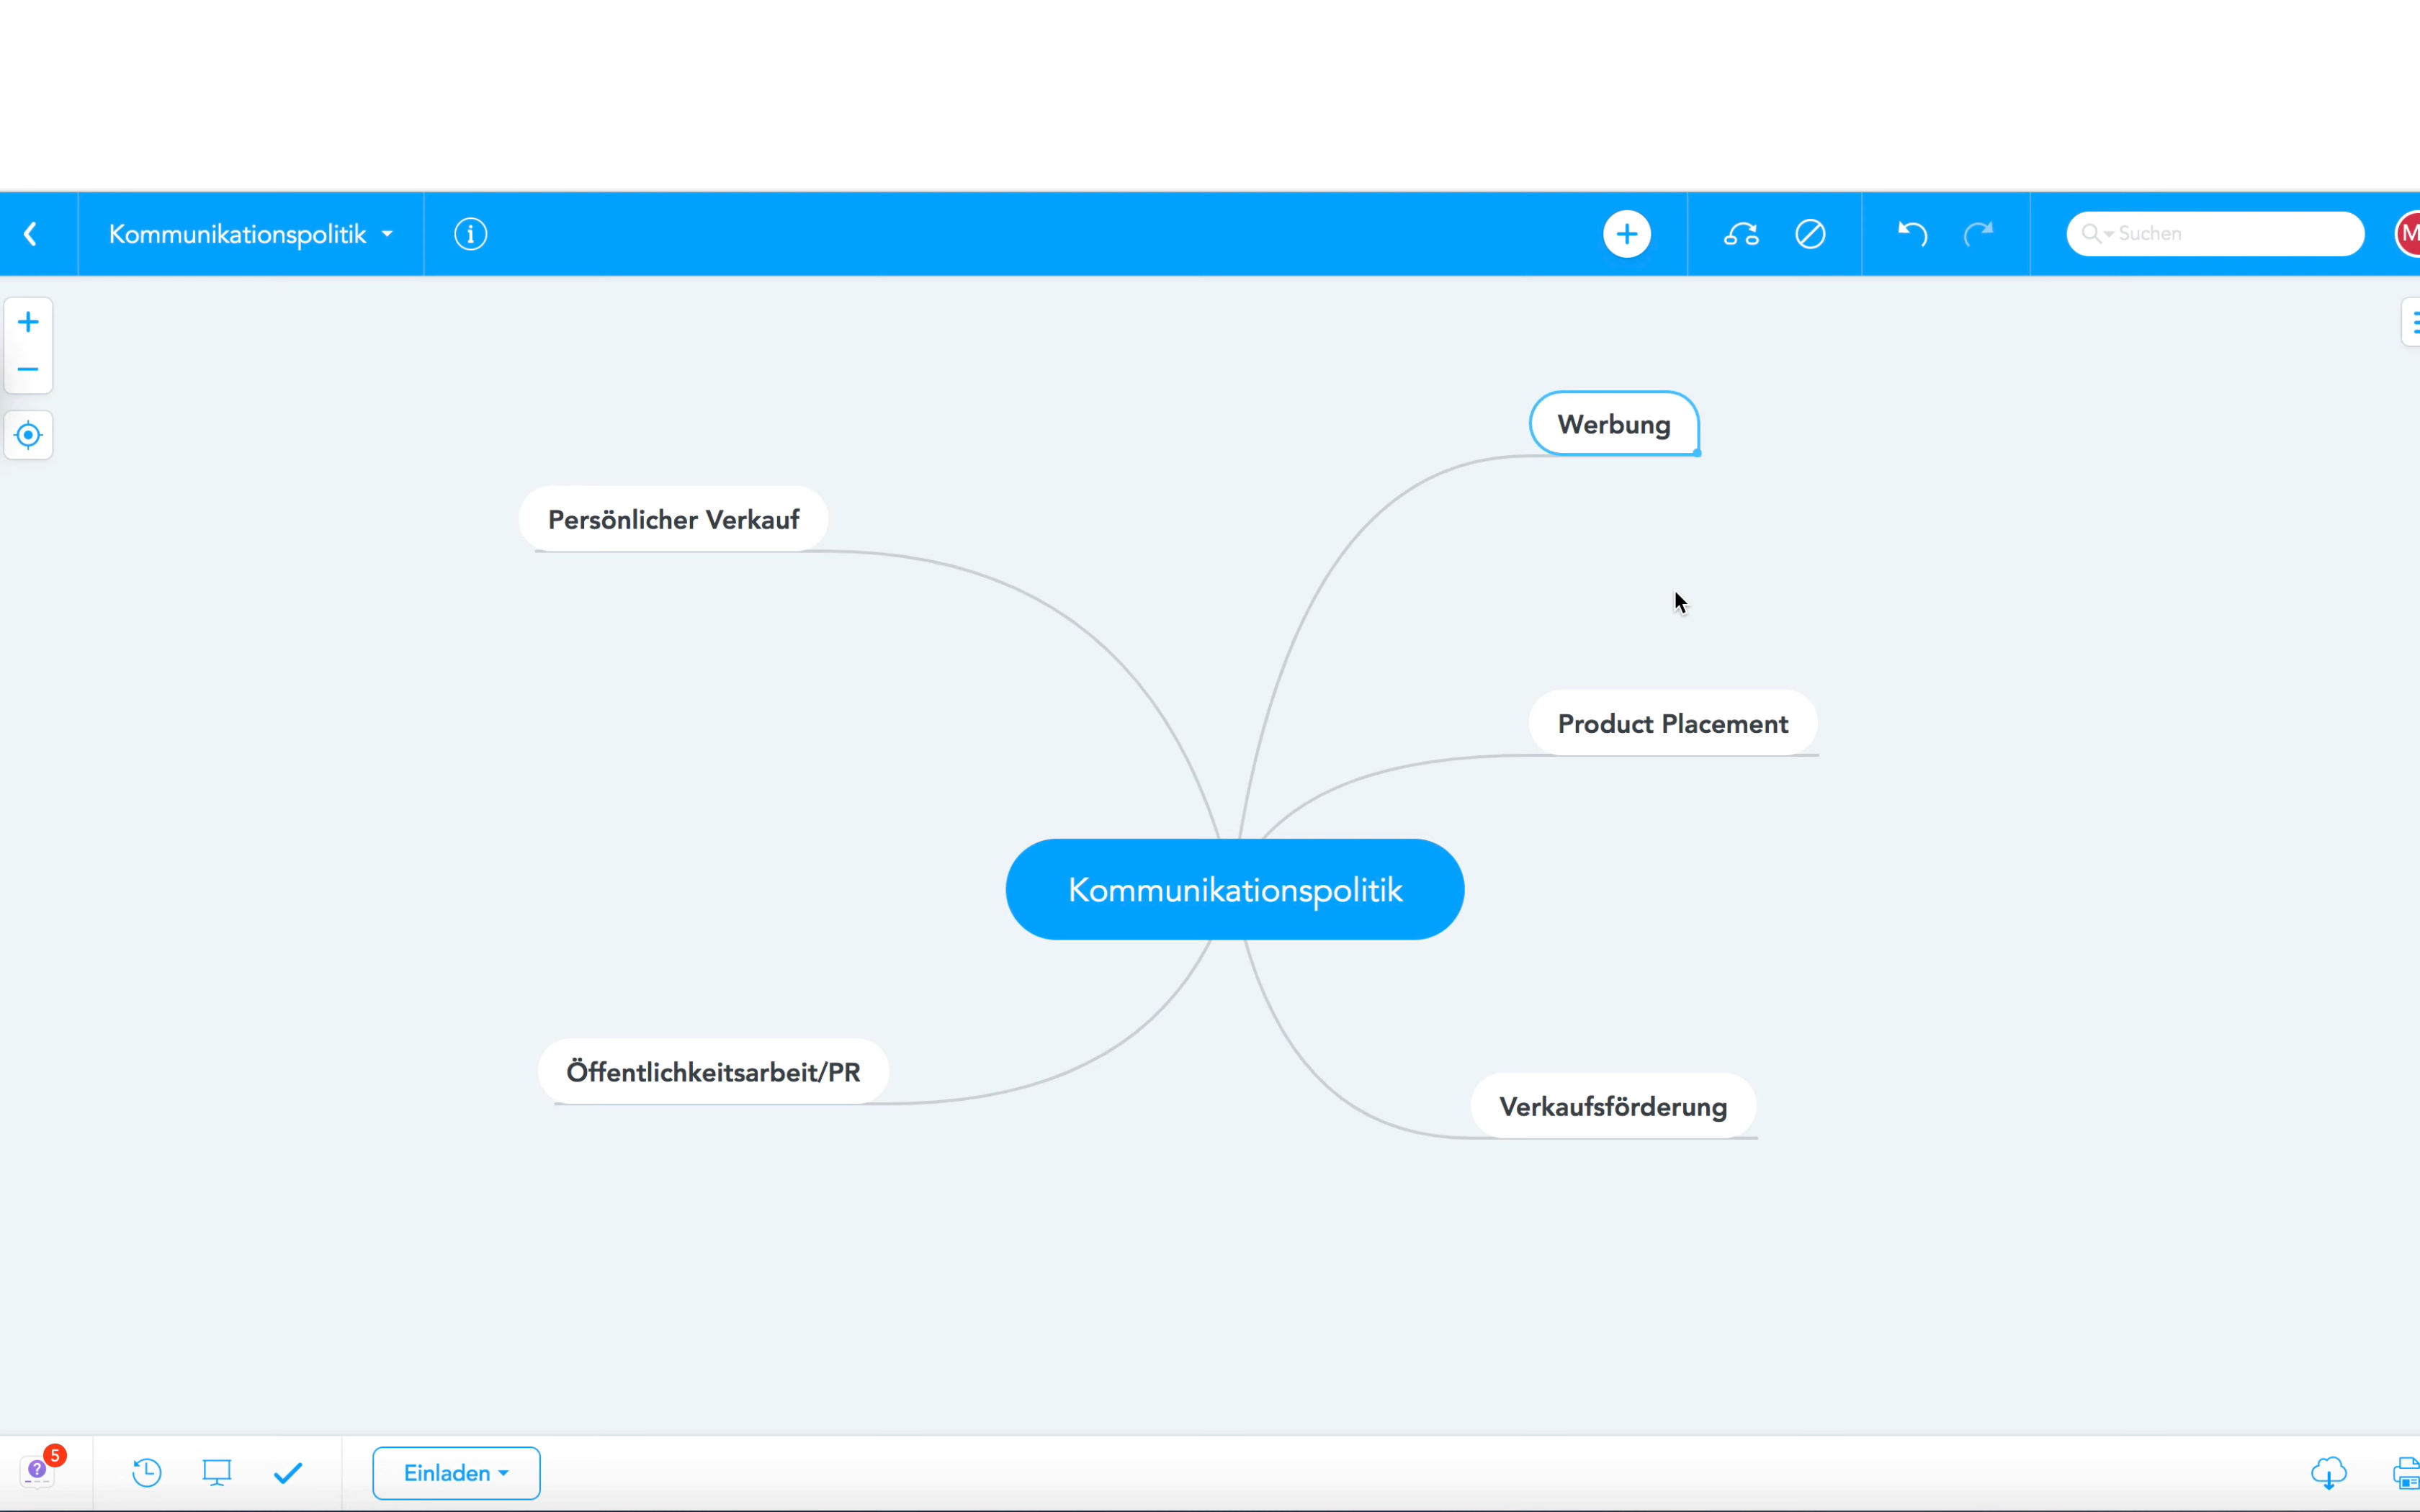 Kommunikationspolitik
Suchen
M
Werbung
Persönlicher Verkauf
Product Placement
Kommunikationspolitik
Öffentlichkeitsarbeit/PR
Verkaufsförderung
5
Einladen